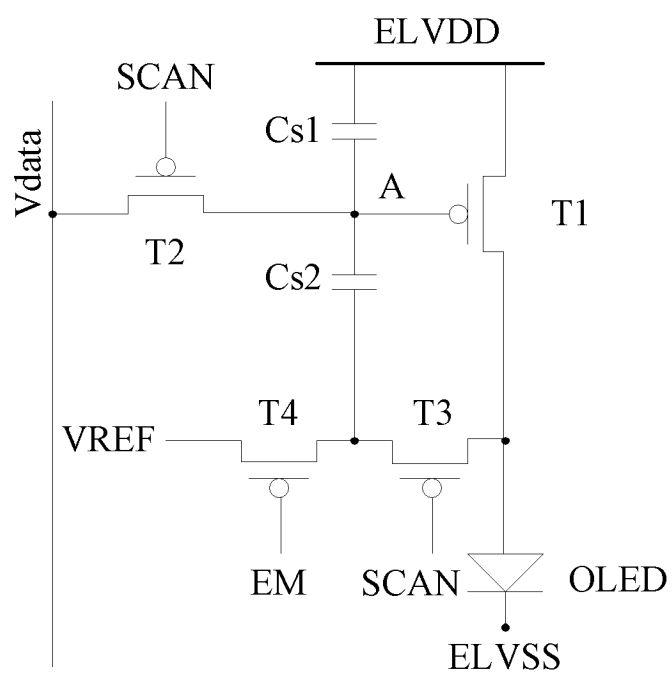 ELVDD
SCAN
Vdata
Cs1
A
T1
T2
Cs2
T4
T3
VREF
EM
SCAN
OLED
ELVSS